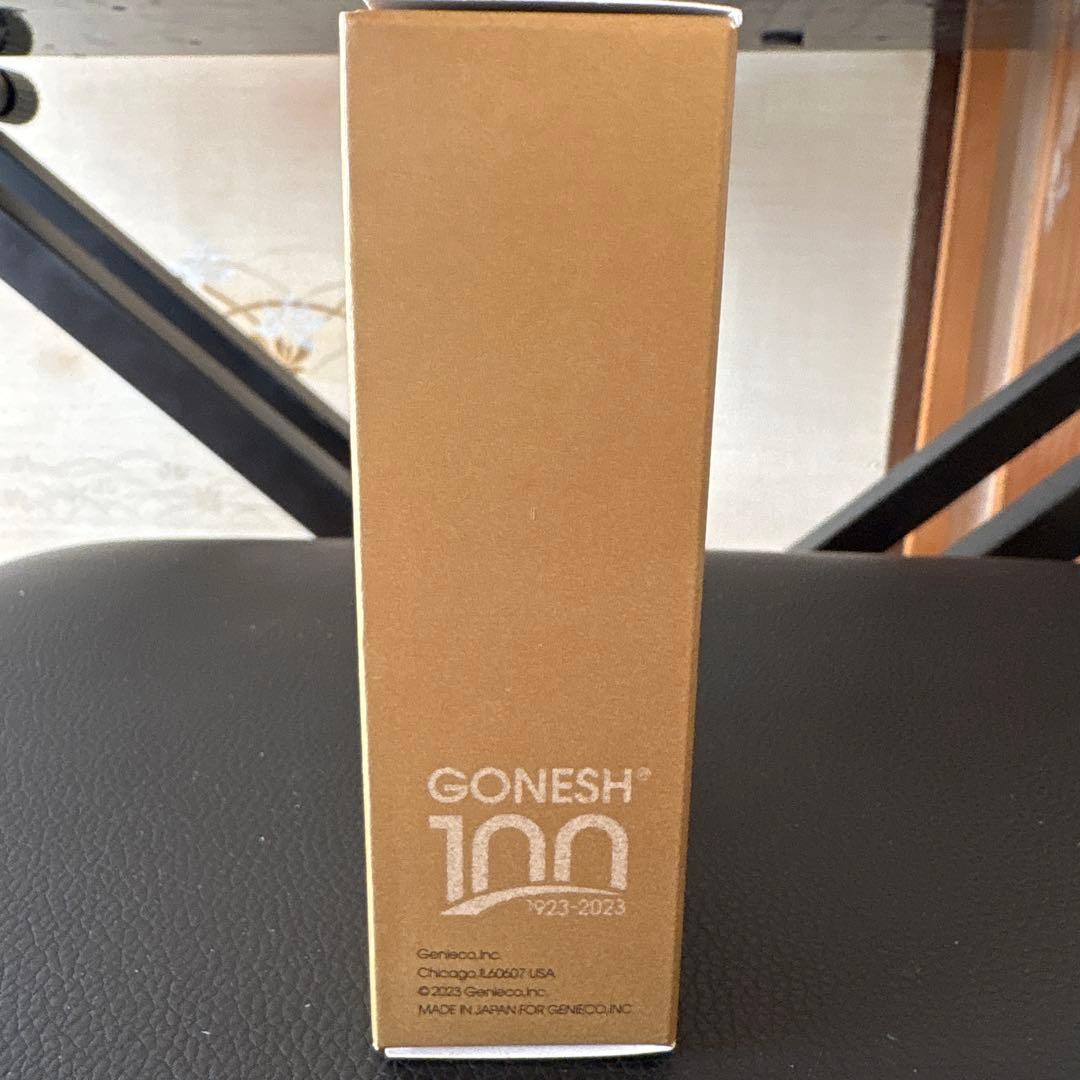 GONESH®
100
1923-2023
Genieco,Inc.
Chicago,IL60607 USA
©2023 Genieco,Inc.
MADE IN JAPAN FOR GENIECO,INC